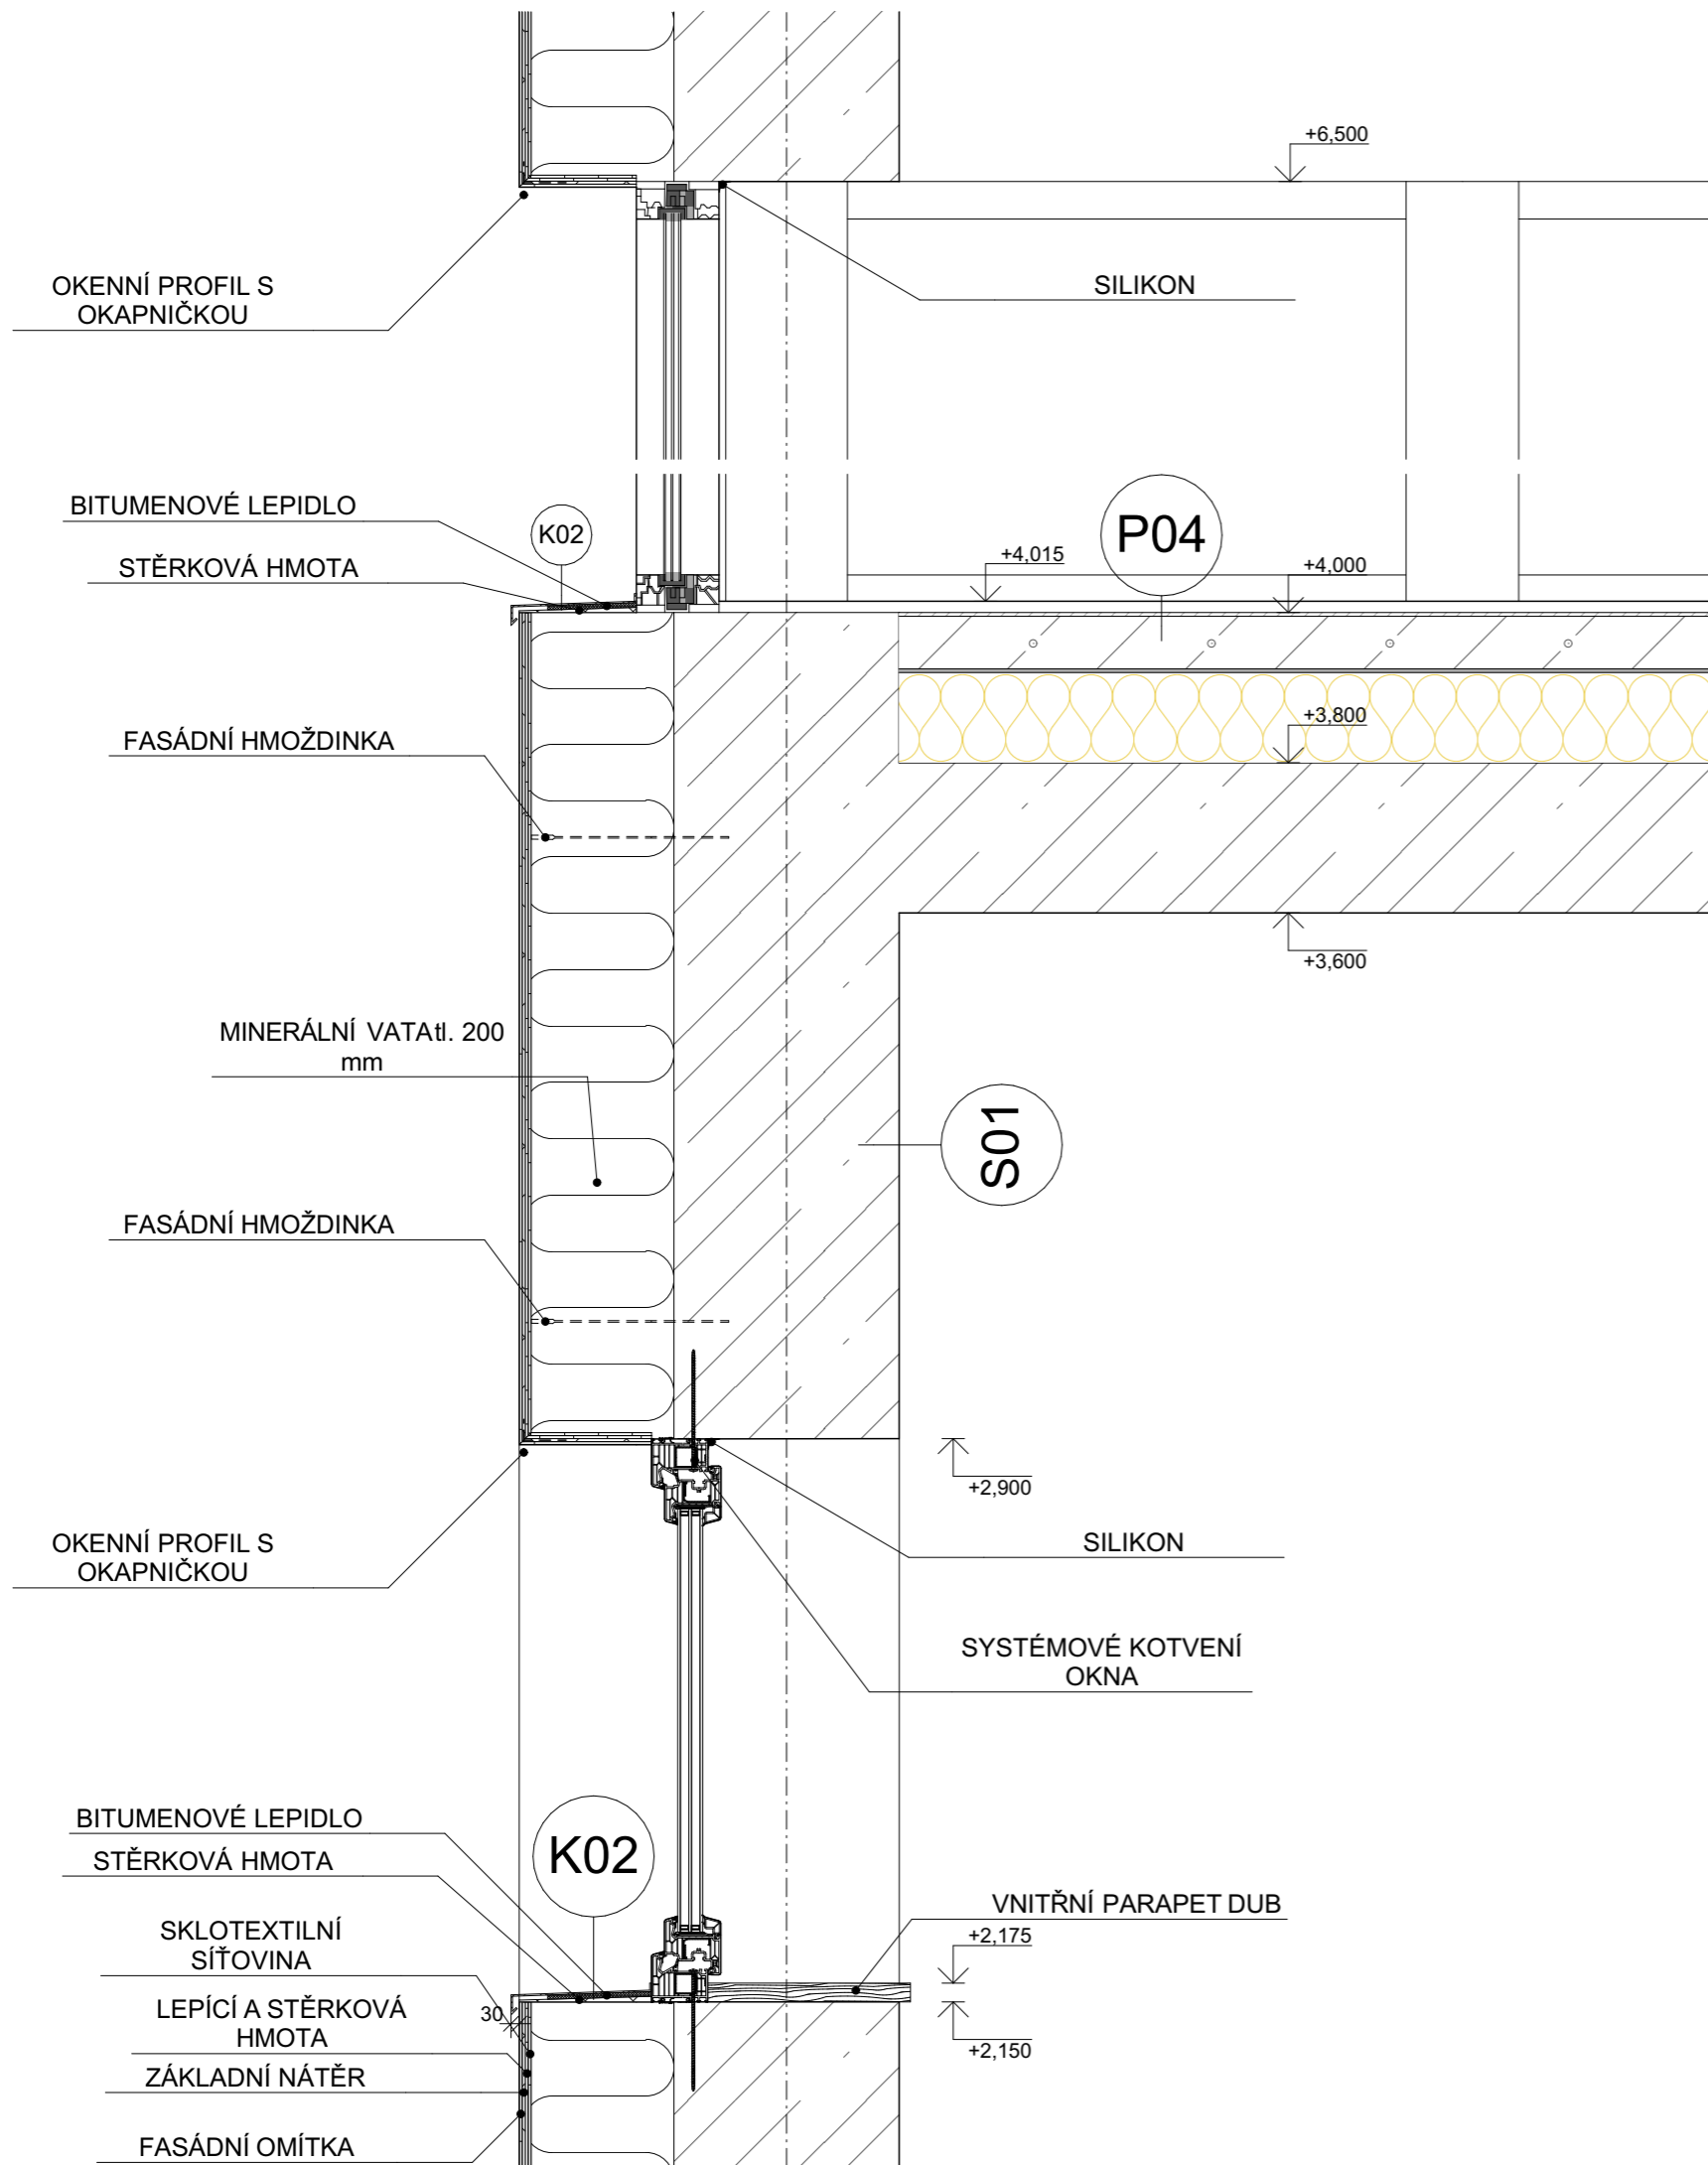 +6,500
OKENNÍ PROFIL S
OKAPNIČKOU
SILIKON
BITUMENOVÉ LEPIDLO
K02
P04
STĚRKOVÁ HMOTA
+4,015
+4,000
FASÁDNÍ HMOŽDINKA
+3,800
+3,600
MINERÁLNÍ VATAtl. 200
mm
S01
FASÁDNÍ HMOŽDINKA
+2,900
OKENNÍ PROFIL S
OKAPNIČKOU
SILIKON
SYSTÉMOVÉ KOTVENÍ
OKNA
BITUMENOVÉ LEPIDLO
K02
STĚRKOVÁ HMOTA
VNITŘNÍ PARAPET DUB
SKLOTEXTILNÍ
SÍŤOVINA
+2,175
LEPÍCÍ A STĚRKOVÁ
HMOTA
30
+2,150
ZÁKLADNÍ NÁTĚR
FASÁDNÍ OMÍTKA